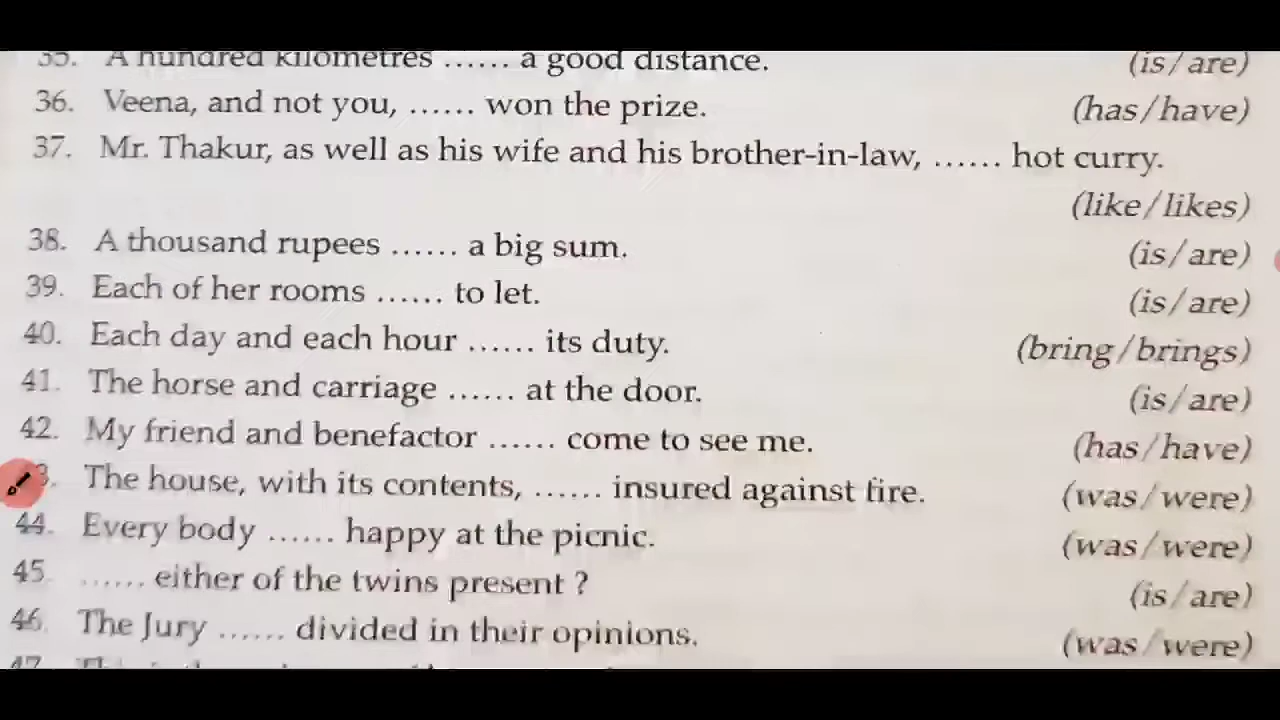 35. A hundred kilometres ...... a good distance. (is/are)
36. Veena, and not you, ...... won the prize. (has/have)
37. Mr. Thakur, as well as his wife and his brother-in-law, ...... hot curry.
(like/likes)
38. A thousand rupees ...... a big sum. (is/are)
39. Each of her rooms ...... to let. (is/are)
40. Each day and each hour ...... its duty. (bring/brings)
41. The horse and carriage ...... at the door. (is/are)
42. My friend and benefactor ...... come to see me. (has/have)
3. The house, with its contents, ...... insured against fire. (was/were)
44. Every body ...... happy at the picnic. (was/were)
45. ...... either of the twins present ? (is/are)
46. The Jury ...... divided in their opinions. (was/were)
47.